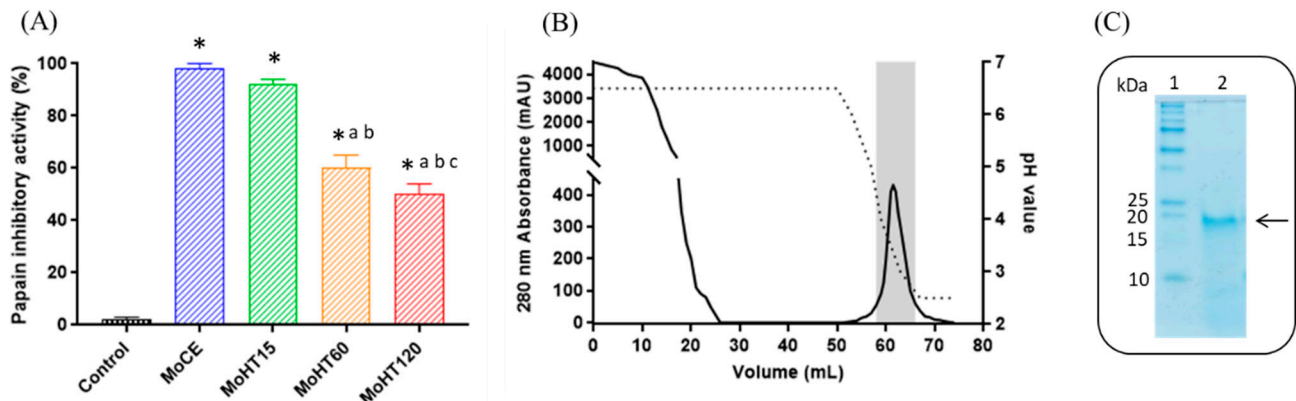 (A)
Papain inhibitory activity (%)
100
80
60
40
20
0
*
*
* a b
* a b c
Control
MoCE
MoHT15
MoHT60
MoHT120
(B)
280 nm Absorbance (mAU)
4000
3000
2000
1000
400
300
200
100
0
0
10
20
30
40
50
60
70
80
Volume (mL)
7
6
5
4
3
2
pH value
(C)
kDa 1 2
25
20
15
10